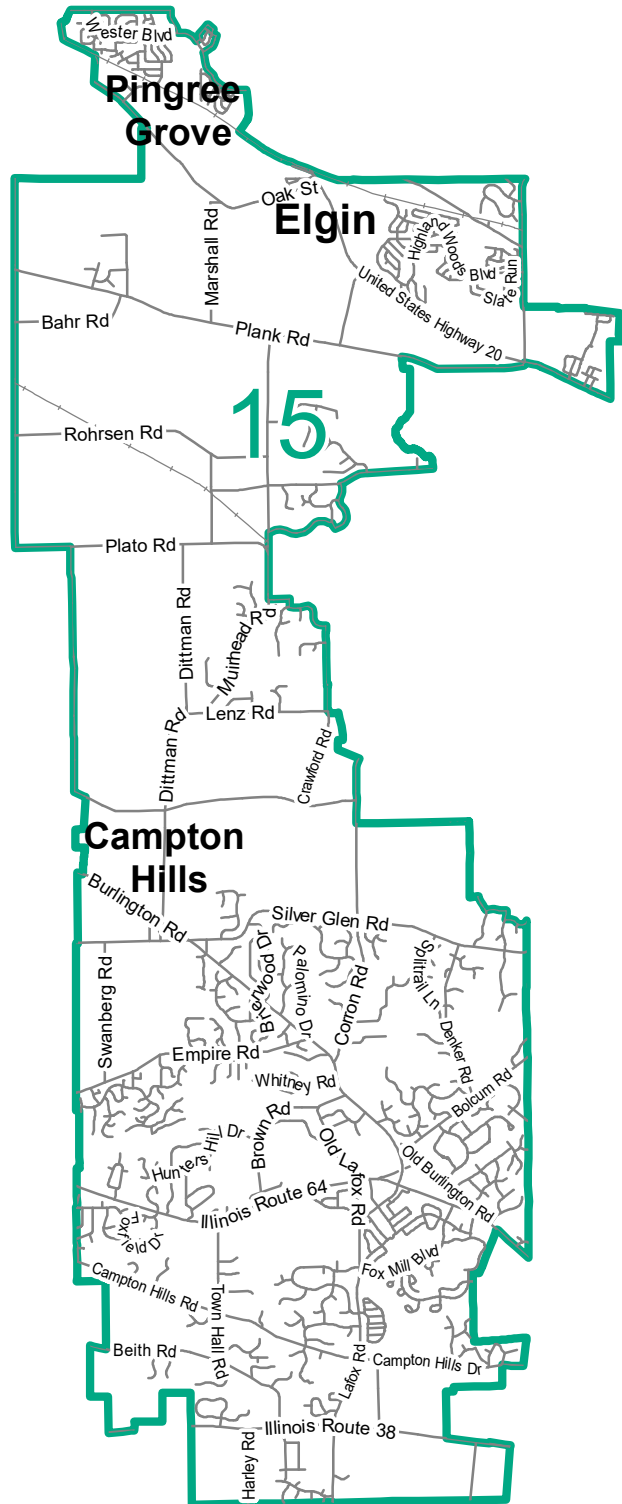 Wester Blvd
Pingree
Grove
Oak St
Elgin
Marshall Rd
Highland Woods Blvd
Slate Run
United States Highway 20
Bahr Rd
Plank Rd
15
Rohrsen Rd
Plato Rd
Dittman Rd
Muirhead Rd
Lenz Rd
Dittman Rd
Crawford Rd
Campton
Hills
Burlington Rd
Silver Glen Rd
Swanberg Rd
Brierwood Dr
Palomino Dr
Corron Rd
Splitrail Ln
Denker Rd
Empire Rd
Whitney Rd
Bolcum Rd
Brown Rd
Hunters Hill Dr
Old Lafox Rd
Old Burlington Rd
Illinois Route 64
Foxfield Dr
Fox Mill Blvd
Campton Hills Rd
Town Hall Rd
Beith Rd
Lafox Rd
Campton Hills Dr
Illinois Route 38
Harley Rd